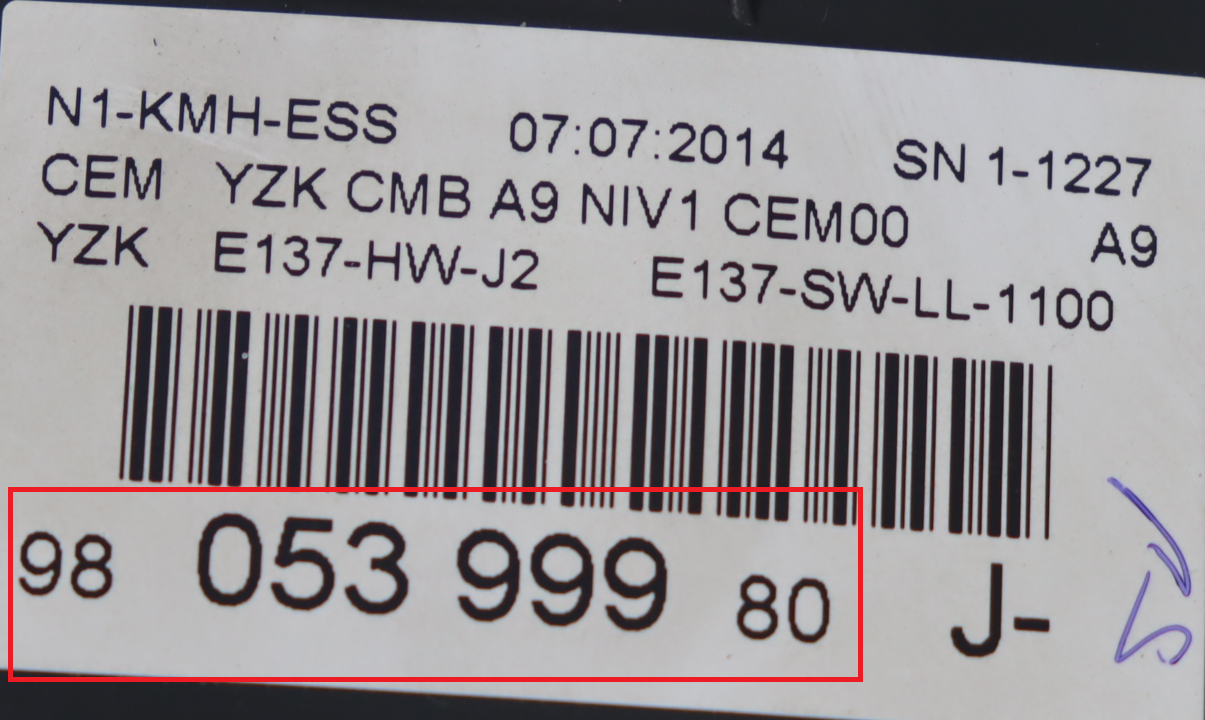 N1-KMH-ESS 07:07:2014 SN 1-1227
CEM YZK CMB A9 NIV1 CEM00 A9
YZK E137-HW-J2 E137-SW-LL-1100
98 053 999 80 J-